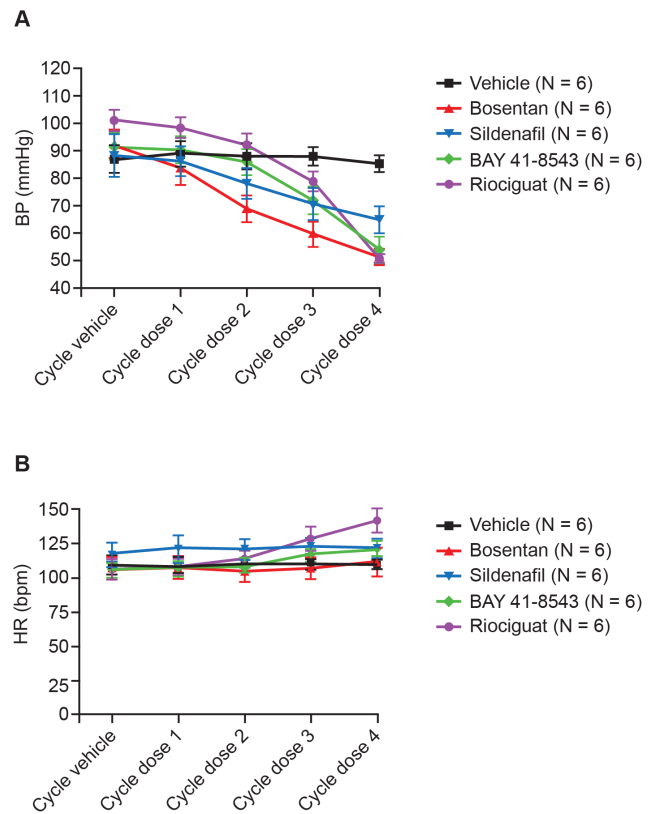 A
BP (mmHg)
120
110
100
90
80
70
60
50
40
Cycle vehicle
Cycle dose 1
Cycle dose 2
Cycle dose 3
Cycle dose 4
Vehicle (N = 6)
Bosentan (N = 6)
Sildenafil (N = 6)
BAY 41-8543 (N = 6)
Riociguat (N = 6)
B
HR (bpm)
150
125
100
75
50
25
0
Cycle vehicle
Cycle dose 1
Cycle dose 2
Cycle dose 3
Cycle dose 4
Vehicle (N = 6)
Bosentan (N = 6)
Sildenafil (N = 6)
BAY 41-8543 (N = 6)
Riociguat (N = 6)